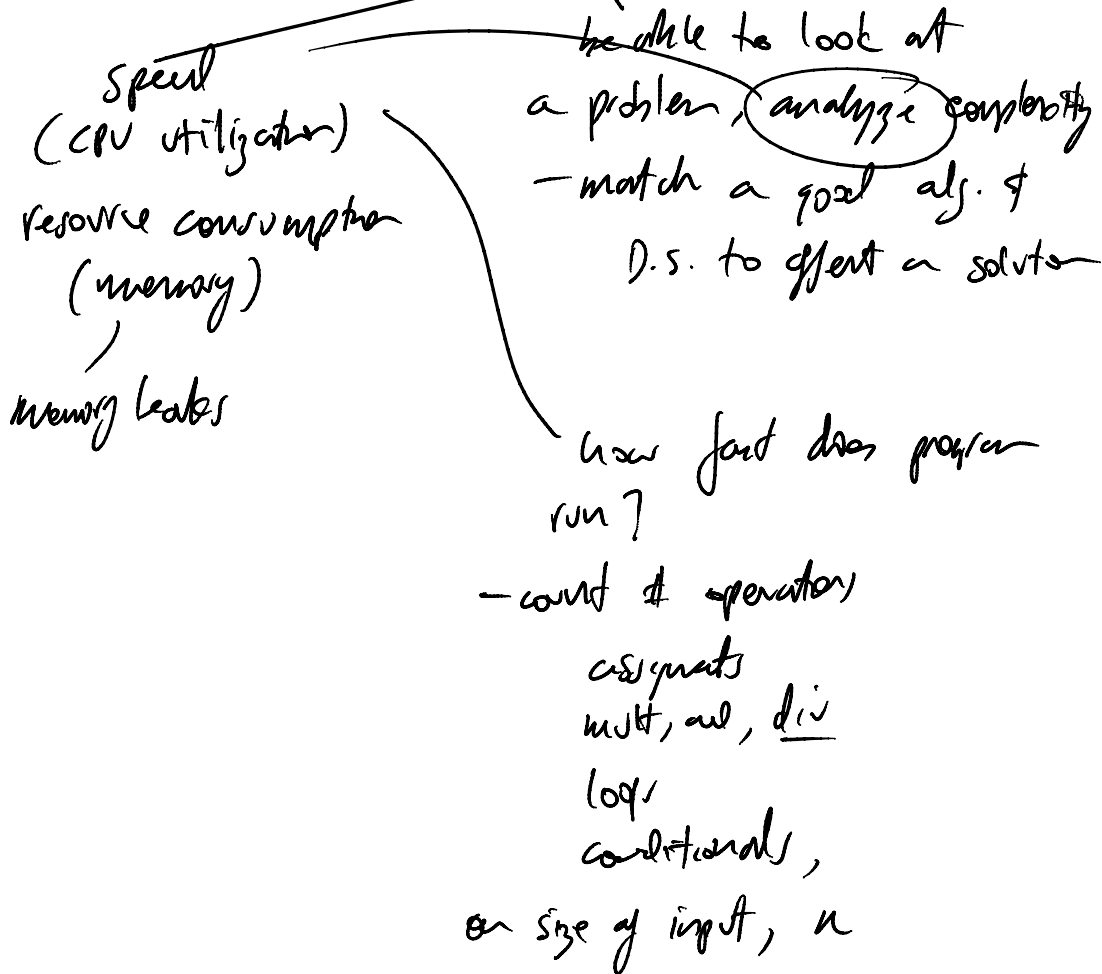 speed
(CPU utilization)
resource consumption
(memory)
memory leaks
be able to look at
a problem, analyze complexity
- match a good alg. &
D.S. to effect a solution
how fast does program
run?
- count # operations
assignments
mult, add, div
loops
conditionals,
on size of input, n